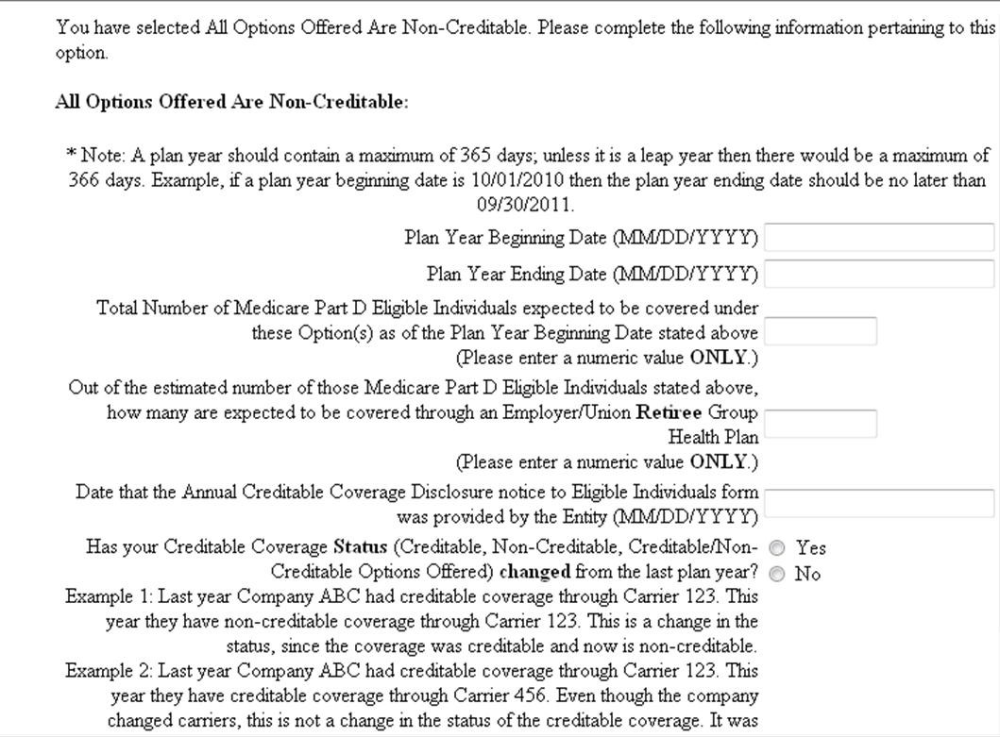 You have selected All Options Offered Are Non-Creditable. Please complete the following information pertaining to this
option.
All Options Offered Are Non-Creditable:
* Note: A plan year should contain a maximum of 365 days; unless it is a leap year then there would be a maximum of
366 days. Example, if a plan year beginning date is 10/01/2010 then the plan year ending date should be no later than
09/30/2011.
Plan Year Beginning Date (MM/DD/YYYY)
Plan Year Ending Date (MM/DD/YYYY)
Total Number of Medicare Part D Eligible Individuals expected to be covered under
these Option(s) as of the Plan Year Beginning Date stated above
(Please enter a numeric value ONLY.)
Out of the estimated number of those Medicare Part D Eligible Individuals stated above,
how many are expected to be covered through an Employer/Union Retiree Group
Health Plan
(Please enter a numeric value ONLY.)
Date that the Annual Creditable Coverage Disclosure notice to Eligible Individuals form
was provided by the Entity (MM/DD/YYYY)
Has your Creditable Coverage Status (Creditable, Non-Creditable, Creditable/Non- Yes
Creditable Options Offered) changed from the last plan year? No
Example 1: Last year Company ABC had creditable coverage through Carrier 123. This
year they have non-creditable coverage through Carrier 123. This is a change in the
status, since the coverage was creditable and now is non-creditable.
Example 2: Last year Company ABC had creditable coverage through Carrier 123. This
year they have creditable coverage through Carrier 456. Even though the company
changed carriers, this is not a change in the status of the creditable coverage. It was